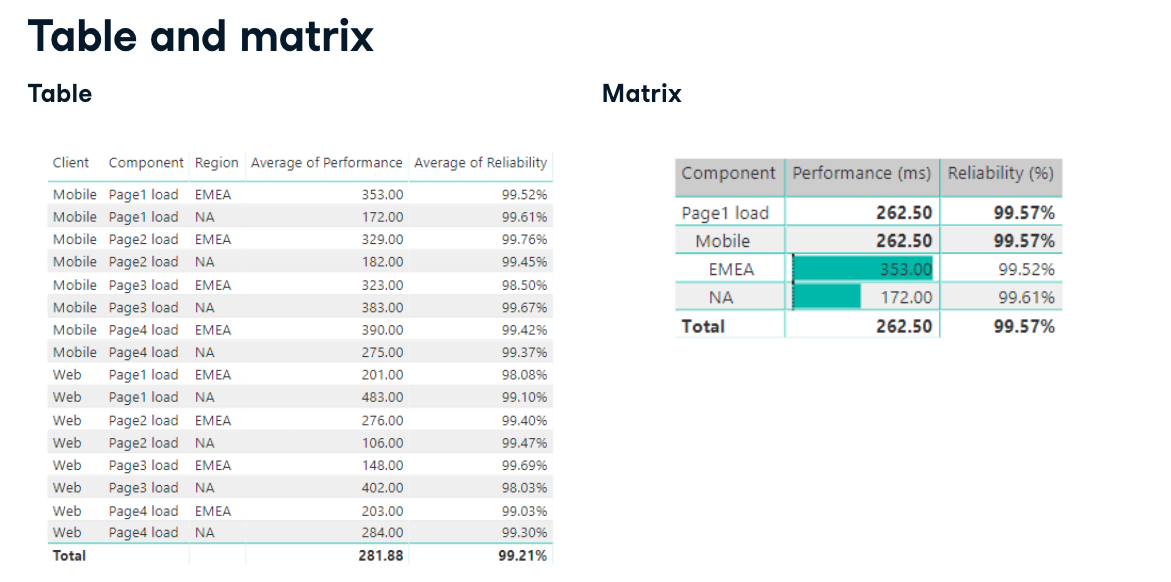 Table and matrix
Table
Client Component Region Average of Performance Average of Reliability
Mobile Page1 load EMEA 353.00 99.52%
Mobile Page1 load NA 172.00 99.61%
Mobile Page2 load EMEA 329.00 99.76%
Mobile Page2 load NA 182.00 99.45%
Mobile Page3 load EMEA 323.00 98.50%
Mobile Page3 load NA 383.00 99.67%
Mobile Page4 load EMEA 390.00 99.42%
Mobile Page4 load NA 275.00 99.37%
Web Page1 load EMEA 201.00 98.08%
Web Page1 load NA 483.00 99.10%
Web Page2 load EMEA 276.00 99.40%
Web Page2 load NA 106.00 99.47%
Web Page3 load EMEA 148.00 99.69%
Web Page3 load NA 402.00 98.03%
Web Page4 load EMEA 203.00 99.03%
Web Page4 load NA 284.00 99.30%
Total 281.88 99.21%
Matrix
Component Performance (ms) Reliability (%)
Page1 load 262.50 99.57%
Mobile 262.50 99.57%
EMEA 353.00 99.52%
NA 172.00 99.61%
Total 262.50 99.57%